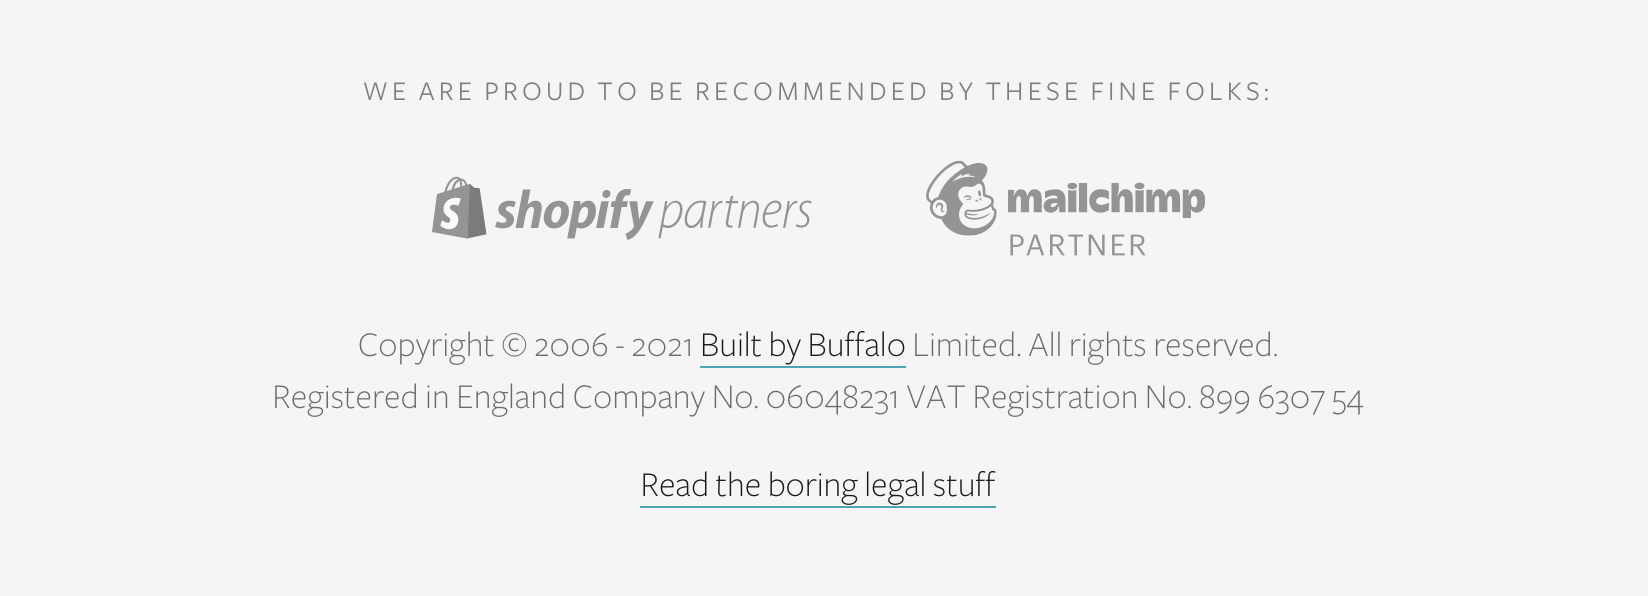 WE ARE PROUD TO BE RECOMMENDED BY THESE FINE FOLKS:
S shopify partners
mailchimp
PARTNER
Copyright © 2006 - 2021 Built by Buffalo Limited. All rights reserved.
Registered in England Company No. 06048231 VAT Registration No. 899 6307 54
Read the boring legal stuff